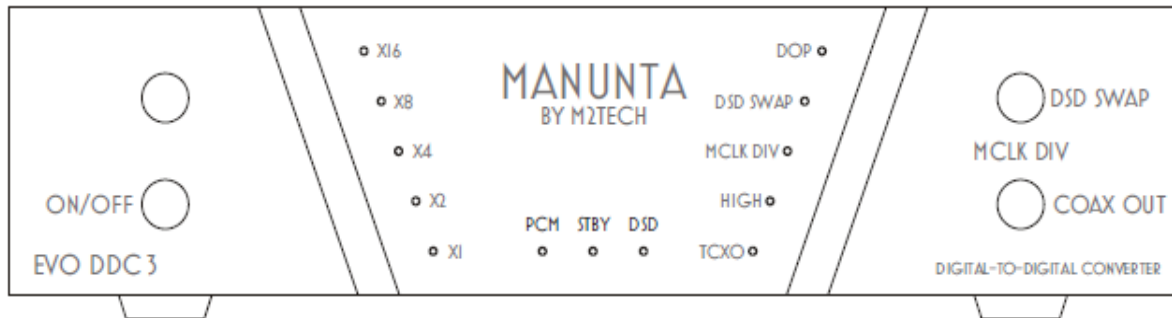 X16
X8
X4
X2
X1
MANUNTA
BY M2TECH
DOP
DSD SWAP
MCLK DIV
HIGH
TCXO
PCM STBY DSD
ON/OFF
EVO DDC 3
DSD SWAP
MCLK DIV
COAX OUT
DIGITAL-TO-DIGITAL CONVERTER